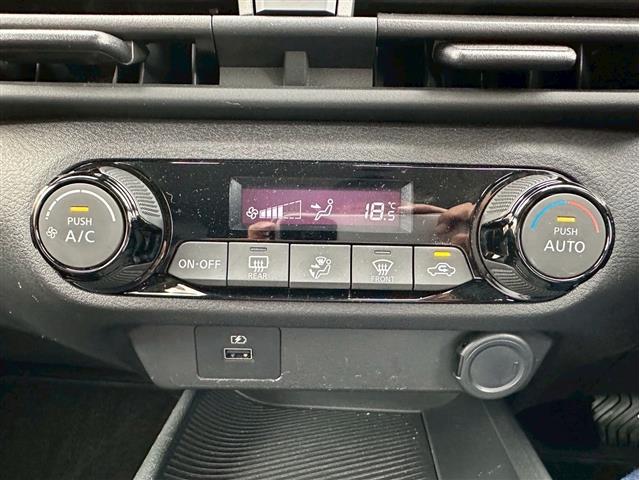 PUSH
A/C
18.5°C
PUSH
AUTO
ON·OFF
REAR
FRONT